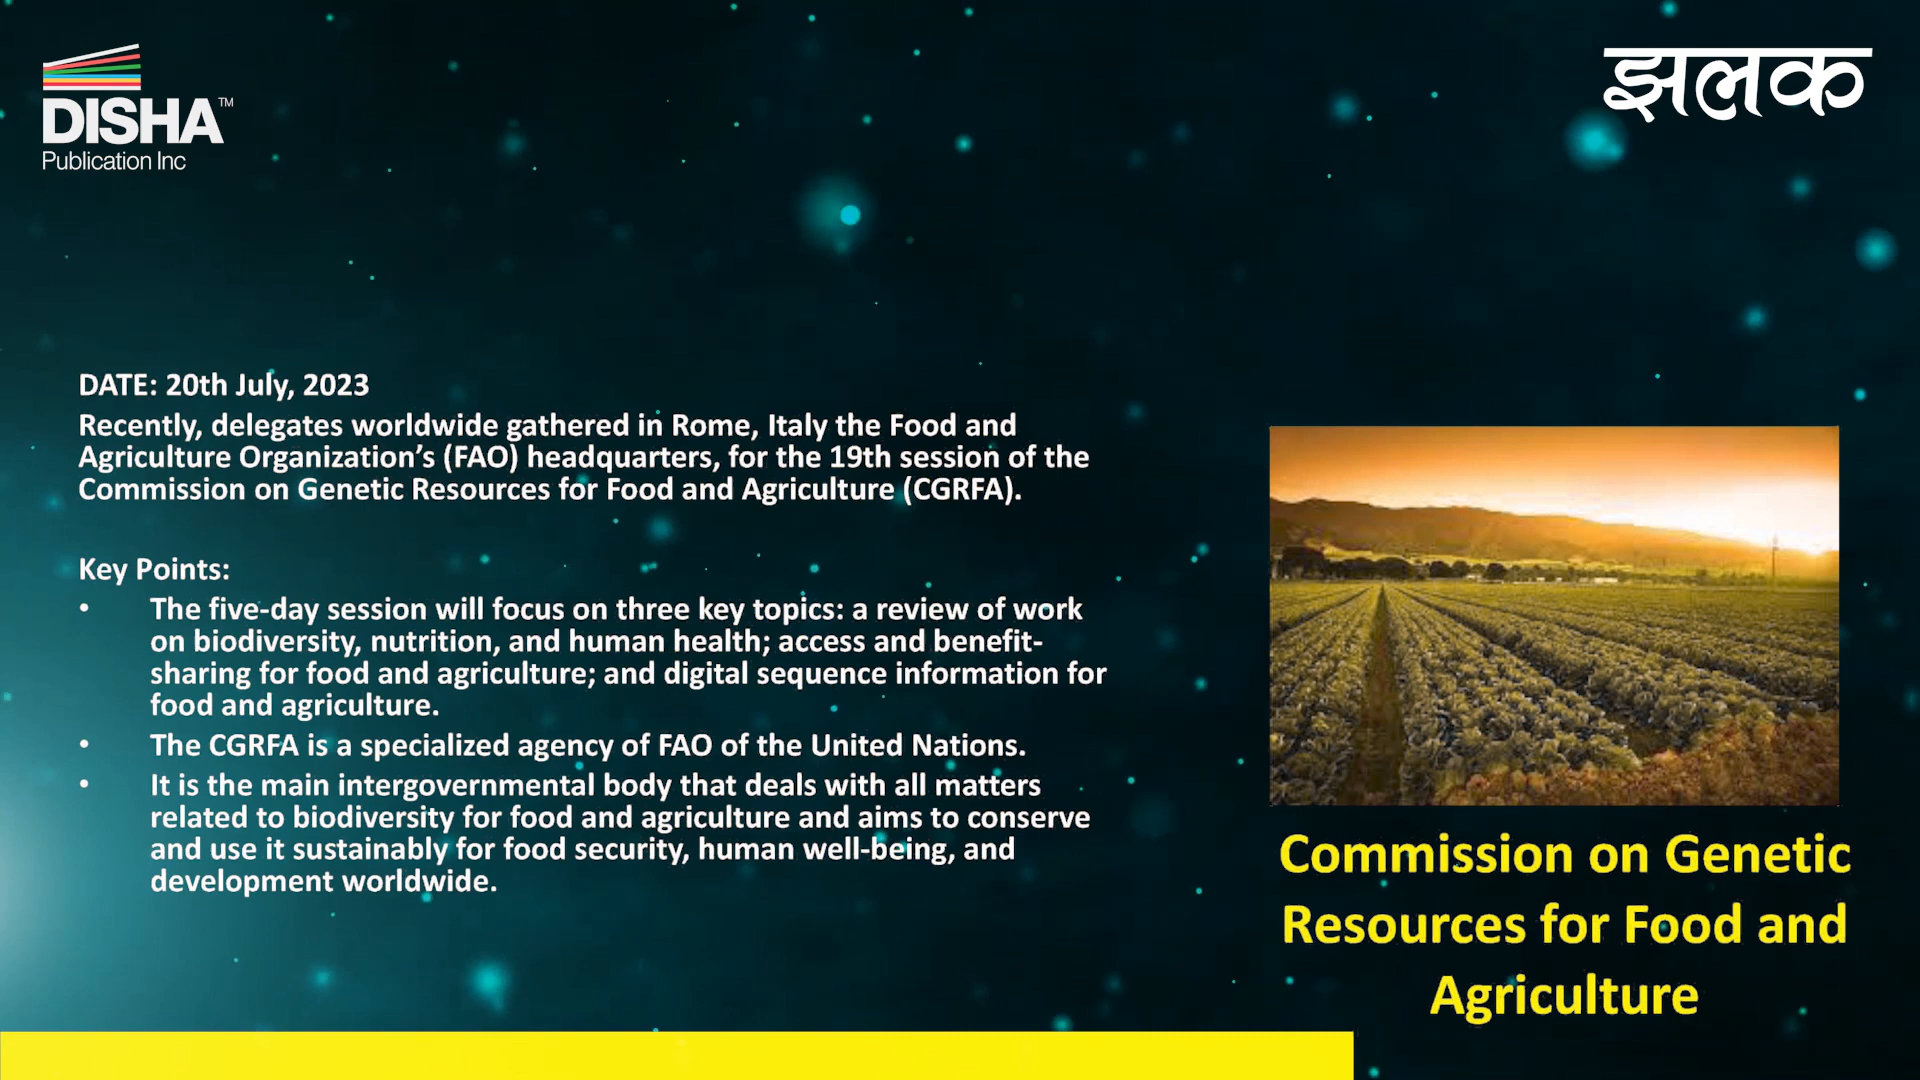 DISHA™
Publication Inc
झलक
DATE: 20th July, 2023
Recently, delegates worldwide gathered in Rome, Italy the Food and
Agriculture Organization’s (FAO) headquarters, for the 19th session of the
Commission on Genetic Resources for Food and Agriculture (CGRFA).
Key Points:
• The five-day session will focus on three key topics: a review of work
on biodiversity, nutrition, and human health; access and benefit-
sharing for food and agriculture; and digital sequence information for
food and agriculture.
• The CGRFA is a specialized agency of FAO of the United Nations.
• It is the main intergovernmental body that deals with all matters
related to biodiversity for food and agriculture and aims to conserve
and use it sustainably for food security, human well-being, and
development worldwide.
Commission on Genetic
Resources for Food and
Agriculture